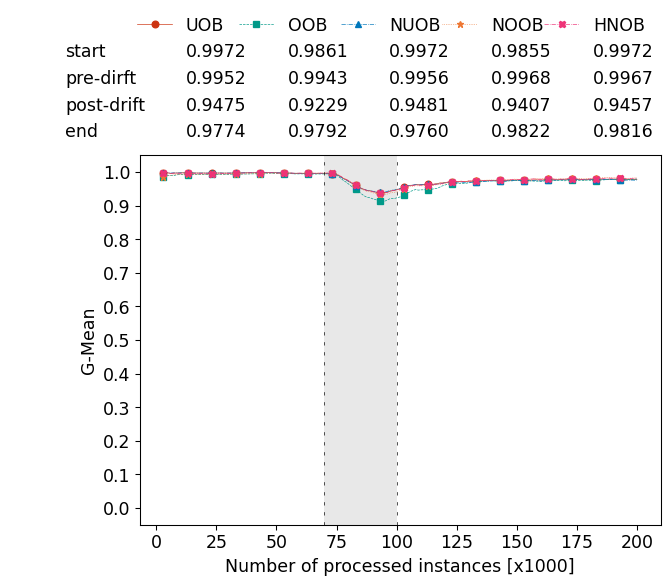 UOB OOB NUOB NOOB HNOB
start 0.9972 0.9861 0.9972 0.9855 0.9972
pre-dirft 0.9952 0.9943 0.9956 0.9968 0.9967
post-drift 0.9475 0.9229 0.9481 0.9407 0.9457
end 0.9774 0.9792 0.9760 0.9822 0.9816
1.0
0.9
0.8
0.7
0.6
0.5
0.4
0.3
0.2
0.1
0.0
G-Mean
0 25 50 75 100 125 150 175 200
Number of processed instances [x1000]